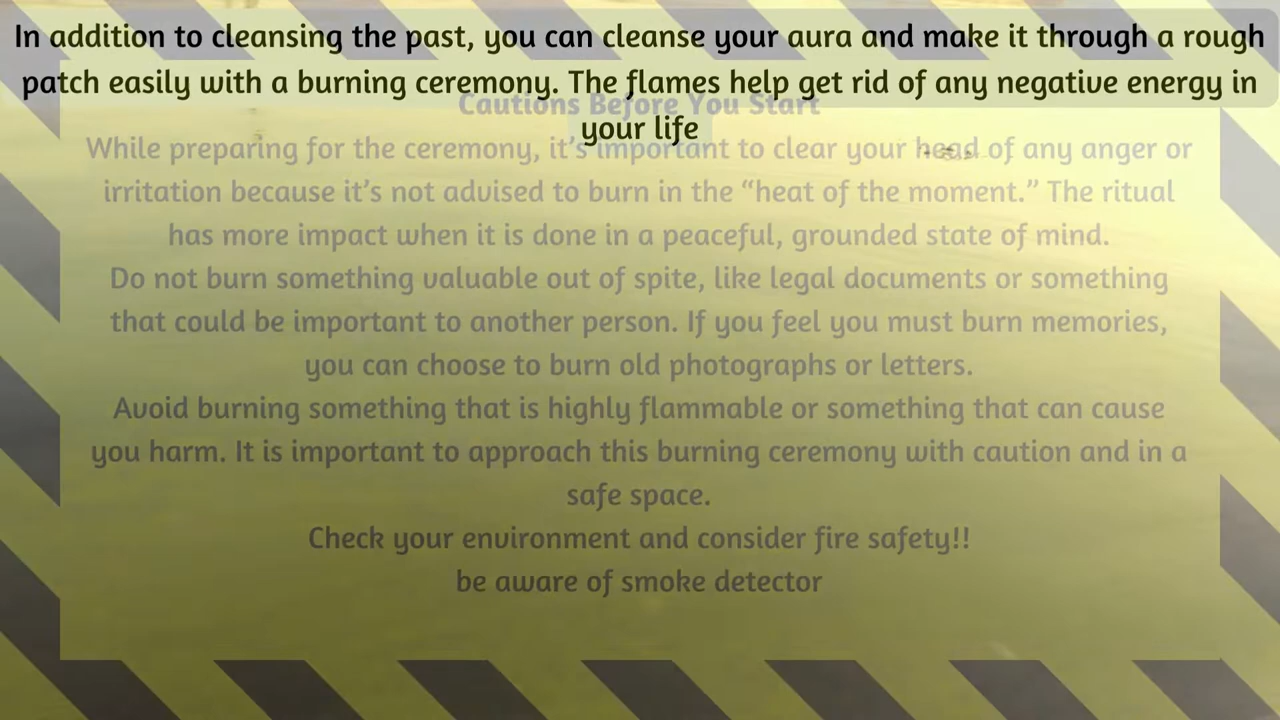 In addition to cleansing the past, you can cleanse your aura and make it through a rough
patch easily with a burning ceremony. The flames help get rid of any negative energy in
your life
Cautions Before You Start
While preparing for the ceremony, it's important to clear your head of any anger or
irritation because it's not advised to burn in the “heat of the moment.” The ritual
has more impact when it is done in a peaceful, grounded state of mind.
Do not burn something valuable out of spite, like legal documents or something
that could be important to another person. If you feel you must burn memories,
you can choose to burn old photographs or letters.
Avoid burning something that is highly flammable or something that can cause
you harm. It is important to approach this burning ceremony with caution and in a
safe space.
Check your environment and consider fire safety!!
be aware of smoke detector